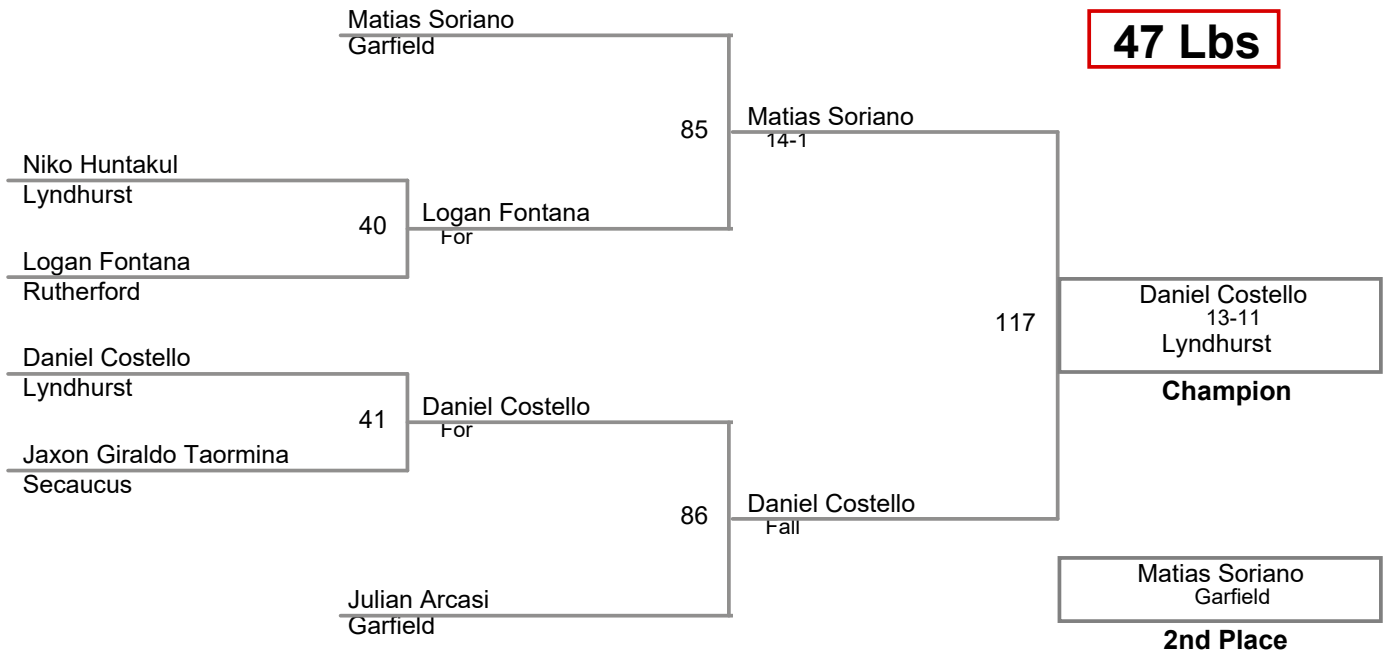 Matias Soriano
Garfield
47 Lbs
85
Matias Soriano
14-1
Niko Huntakul
Lyndhurst
40
Logan Fontana
For
Logan Fontana
Rutherford
Daniel Costello
13-11
Lyndhurst
117
Champion
Daniel Costello
Lyndhurst
41
Daniel Costello
For
Jaxon Giraldo Taormina
Secaucus
86
Daniel Costello
Fall
Matias Soriano
Garfield
2nd Place
Julian Arcasi
Garfield